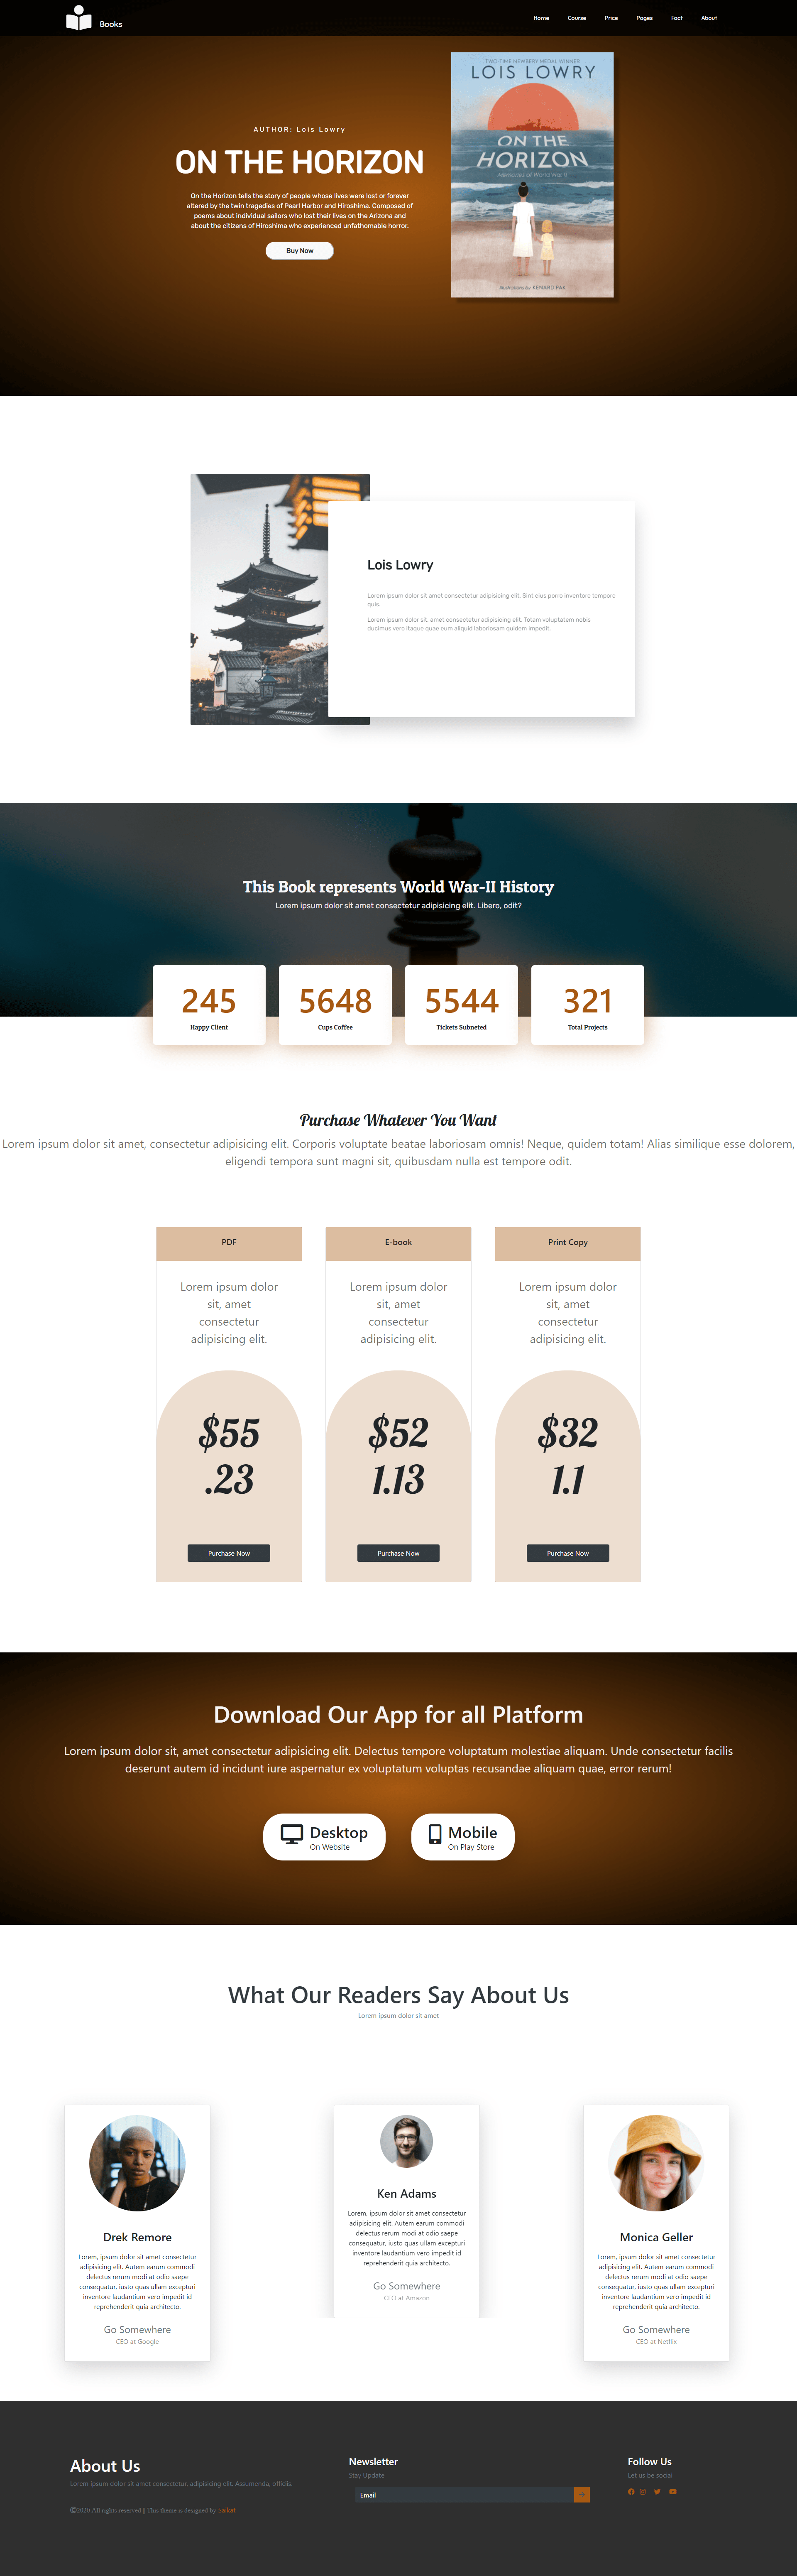 Books
Home Course Price Pages Fact About
TWO-TIME NEWBERY MEDAL WINNER
LOIS LOWRY
ON THE
HORIZON
Memories of World War II
illustrations by KENARD PAK
AUTHOR: Lois Lowry
ON THE HORIZON
On the Horizon tells the story of people whose lives were lost or forever
altered by the twin tragedies of Pearl Harbor and Hiroshima. Composed of
poems about individual sailors who lost their lives on the Arizona and
about the citizens of Hiroshima who experienced unfathomable horror.
Buy Now
Lois Lowry
Lorem ipsum dolor sit amet consectetur adipisicing elit. Sint eius porro inventore tempore
quis.
Lorem ipsum dolor sit, amet consectetur adipisicing elit. Totam voluptatem nobis
ducimus vero itaque quae eum aliquid laboriosam quidem impedit.
This Book represents World War-II History
Lorem ipsum dolor sit amet consectetur adipisicing elit. Libero, odit?
245 5648 5544 321
Happy Client Cups Coffee Tickets Subneted Total Projects
Purchase Whatever You Want
Lorem ipsum dolor sit amet, consectetur adipisicing elit. Corporis voluptate beatae laboriosam omnis! Neque, quidem totam! Alias similique esse dolorem,
eligendi tempora sunt magni sit, quibusdam nulla est tempore odit.
PDF
Lorem ipsum dolor
sit, amet
consectetur
adipisicing elit.
$55
.23
Purchase Now
E-book
Lorem ipsum dolor
sit, amet
consectetur
adipisicing elit.
$52
1.13
Purchase Now
Print Copy
Lorem ipsum dolor
sit, amet
consectetur
adipisicing elit.
$32
1.1
Purchase Now
Download Our App for all Platform
Lorem ipsum dolor sit, amet consectetur adipisicing elit. Delectus tempore voluptatum molestiae aliquam. Unde consectetur facilis
deserunt autem id incidunt iure aspernatur ex voluptatum voluptas recusandae aliquam quae, error rerum!
Desktop
On Website
Mobile
On Play Store
What Our Readers Say About Us
Lorem ipsum dolor sit amet
Drek Remore
Lorem, ipsum dolor sit amet consectetur
adipisicing elit. Autem earum commodi
delectus rerum modi at odio saepe
consequatur, iusto quas ullam excepturi
inventore laudantium vero impedit id
reprehenderit quia architecto.
Go Somewhere
CEO at Google
Ken Adams
Lorem, ipsum dolor sit amet consectetur
adipisicing elit. Autem earum commodi
delectus rerum modi at odio saepe
consequatur, iusto quas ullam excepturi
inventore laudantium vero impedit id
reprehenderit quia architecto.
Go Somewhere
CEO at Amazon
Monica Geller
Lorem, ipsum dolor sit amet consectetur
adipisicing elit. Autem earum commodi
delectus rerum modi at odio saepe
consequatur, iusto quas ullam excepturi
inventore laudantium vero impedit id
reprehenderit quia architecto.
Go Somewhere
CEO at Netflix
About Us
Lorem ipsum dolor sit amet consectetur, adipisicing elit. Assumenda, officiis.
©2020 All rights reserved | This theme is designed by Saikat
Newsletter
Stay Update
Email
Follow Us
Let us be social